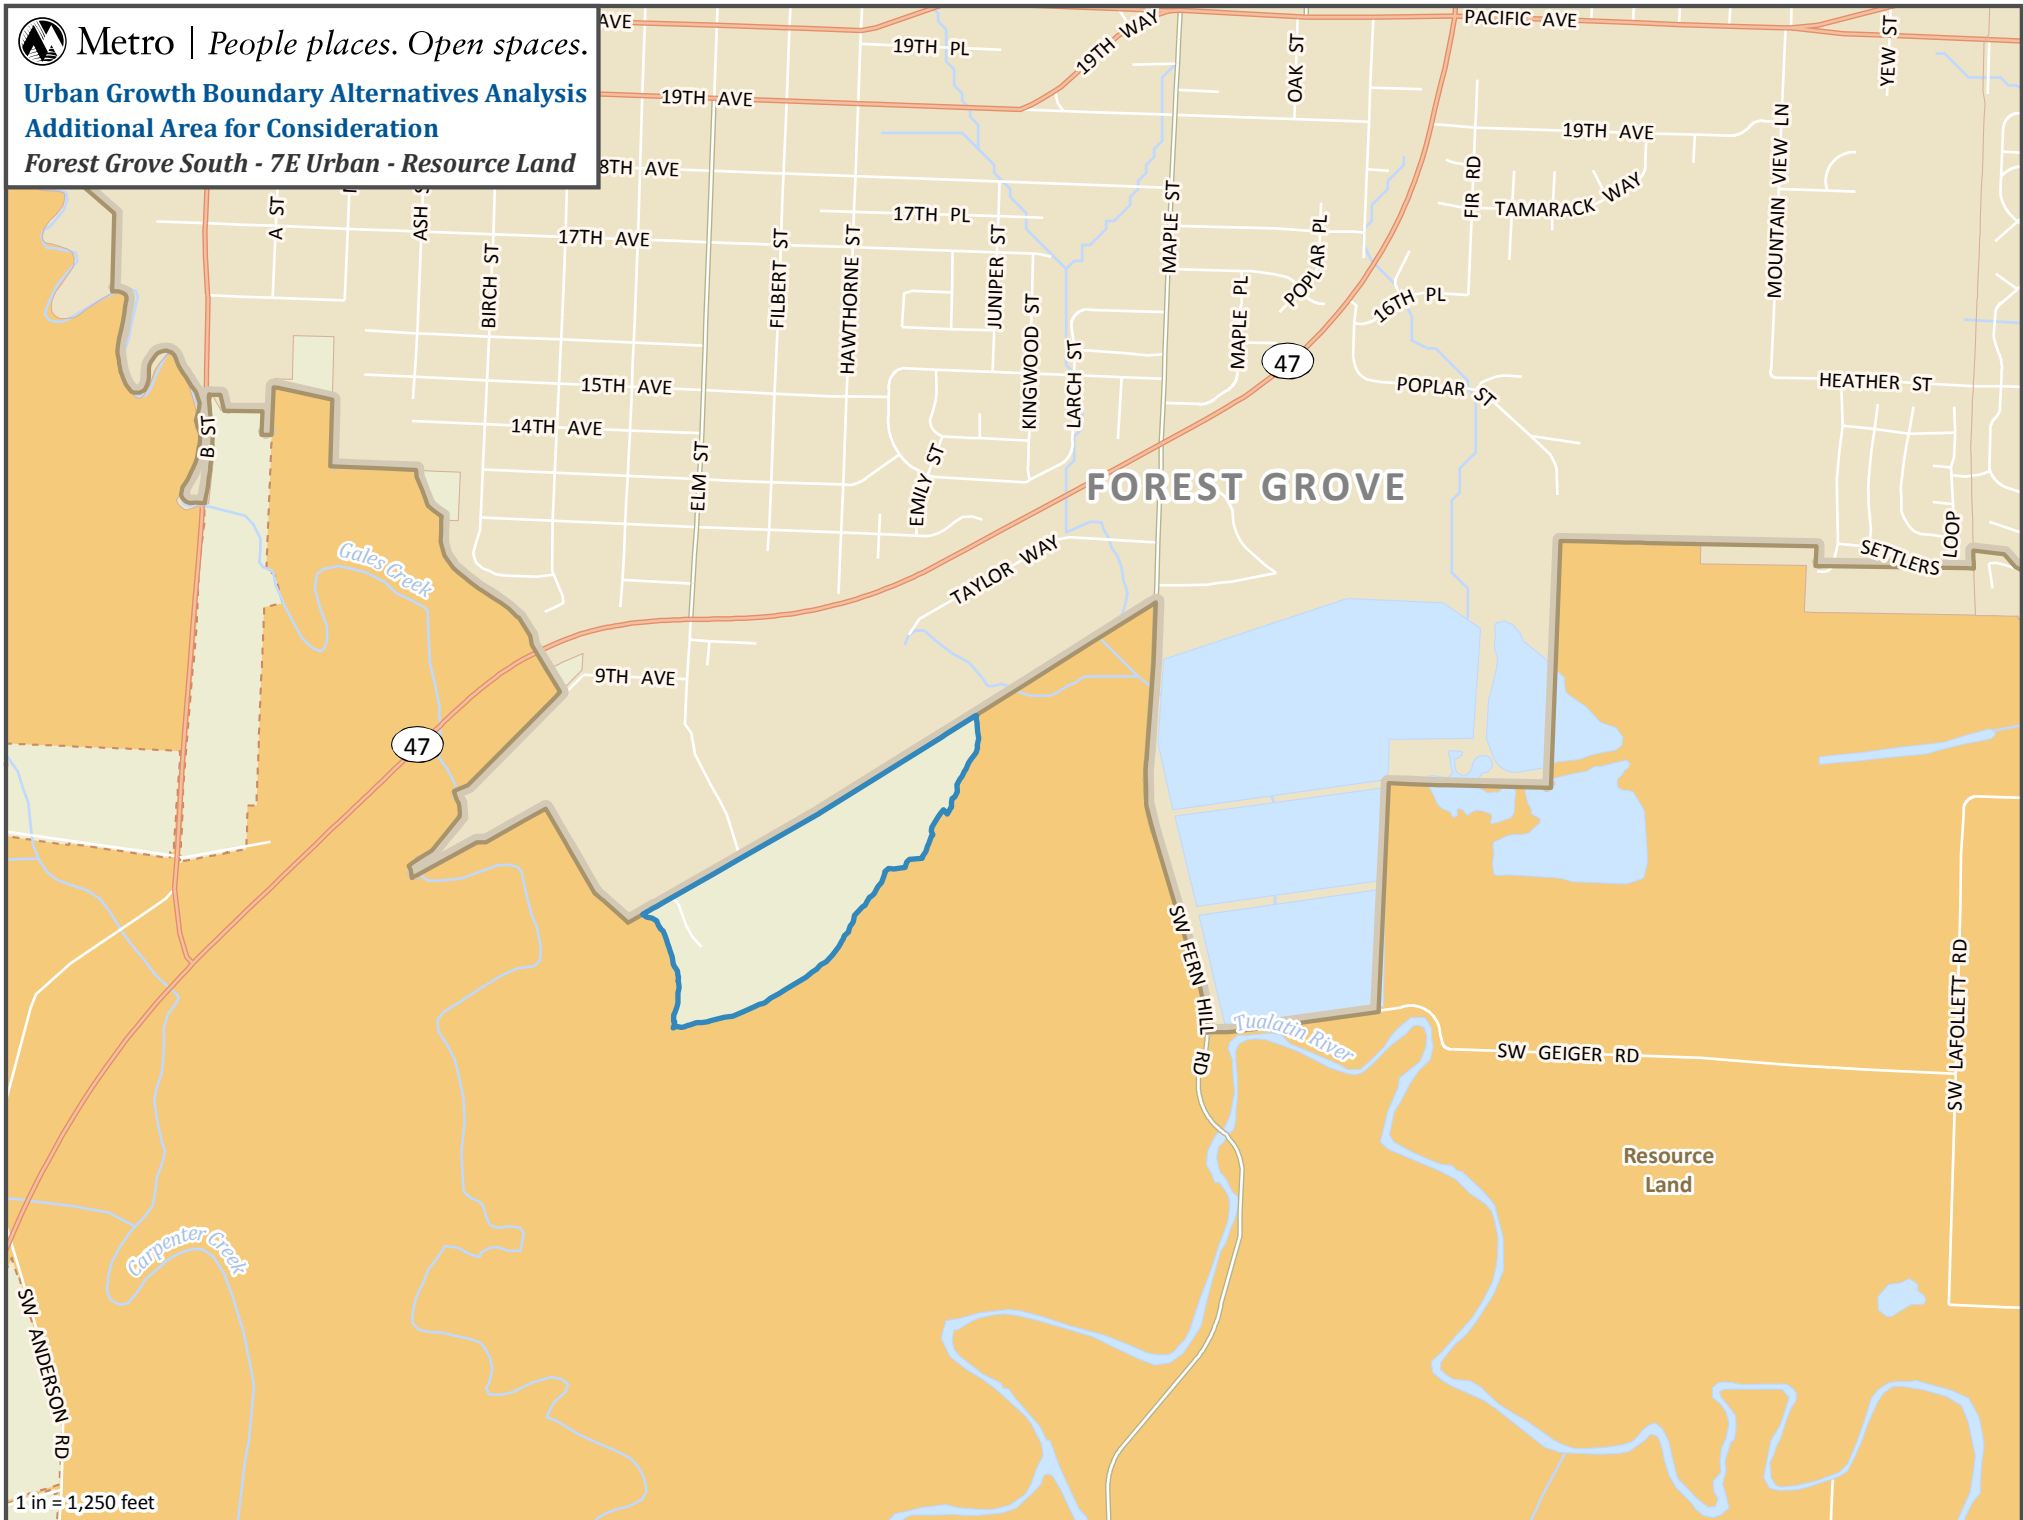 Metro | People places. Open spaces.
Urban Growth Boundary Alternatives Analysis
Additional Area for Consideration
Forest Grove South - 7E Urban - Resource Land
AVE
PACIFIC AVE
19TH PL
19TH WAY
OAK ST
YEW ST
19TH AVE
19TH AVE
MOUNTAIN VIEW LN
8TH AVE
FIR RD
TAMARACK WAY
A ST
ASH S
MAPLE ST
17TH PL
17TH AVE
BIRCH ST
FILBERT ST
HAWTHORNE ST
JUNIPER ST
POPLAR PL
KINGWOOD ST
MAPLE PL
16TH PL
LARCH ST
47
15TH AVE
POPLAR ST
HEATHER ST
B ST
14TH AVE
ELM ST
EMILY ST
FOREST GROVE
SETTLERS LOOP
Gales Creek
TAYLOR WAY
9TH AVE
47
SW FERN HILL RD
Tualatin River
SW GEIGER RD
SW LAFOLLETT RD
Resource
Land
Carpenter Creek
SW ANDERSON RD
1 in = 1,250 feet